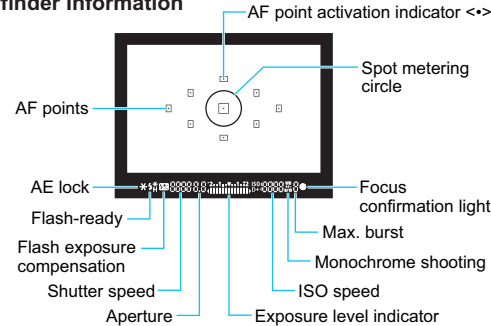 finder information
AF point activation indicator <•>
Spot metering
circle
AF points
AE lock
Focus
confirmation light
Flash-ready
Max. burst
Flash exposure
compensation
Monochrome shooting
Shutter speed
ISO speed
Aperture
Exposure level indicator